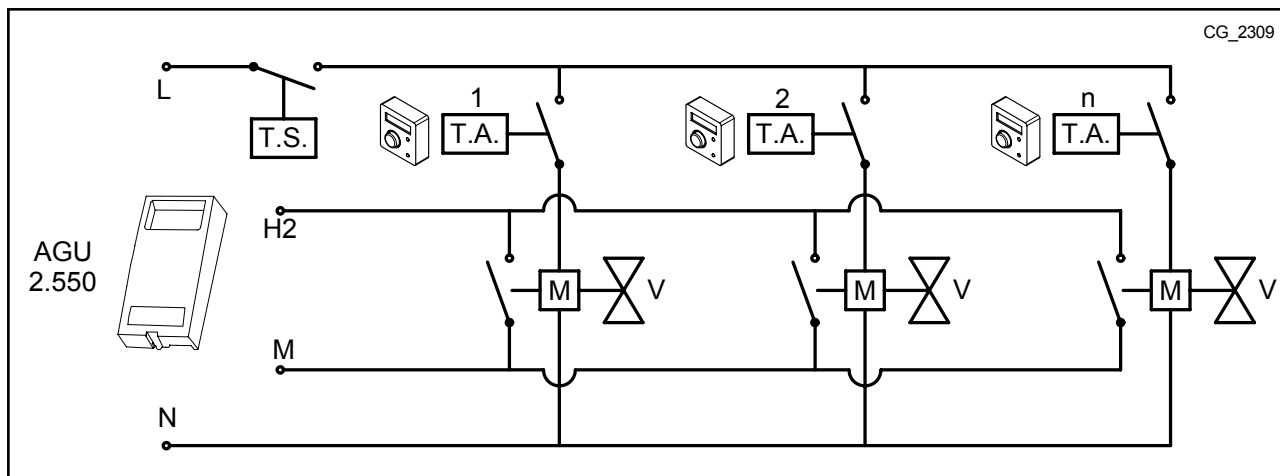 CG_2309
L
T.S.
1
T.A.
2
T.A.
n
T.A.
AGU
2.550
H2
M V
M V
M V
M
N